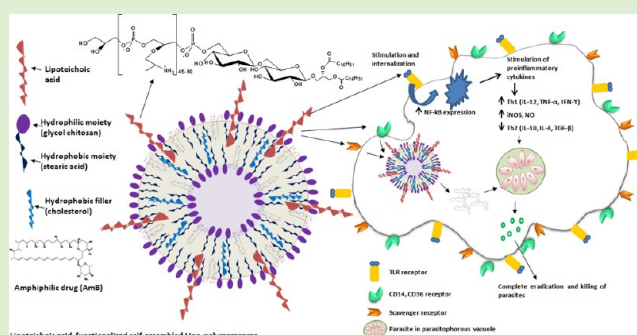 Lipoteichoic
acid
Hydrophilic moiety
(glycol chitosan)
Hydrophobic moiety
(stearic acid)
Hydrophobic filler
(cholesterol)
Amphiphilic drug (AmB)
Stimulation and
internalization
↑ NF-kB expression
Stimulation of
proinflammatory
cytokines
↑ Th1 (IL-12, TNF-α, IFN-Y)
↑ iNOS, NO
↓ Th2 (IL-10, IL-4, TGF-β)
TLR receptor
CD14,CD36 receptor
Scavenger receptor
Parasite in parasitophorous vacuole
Complete eradication and killing of
parasites